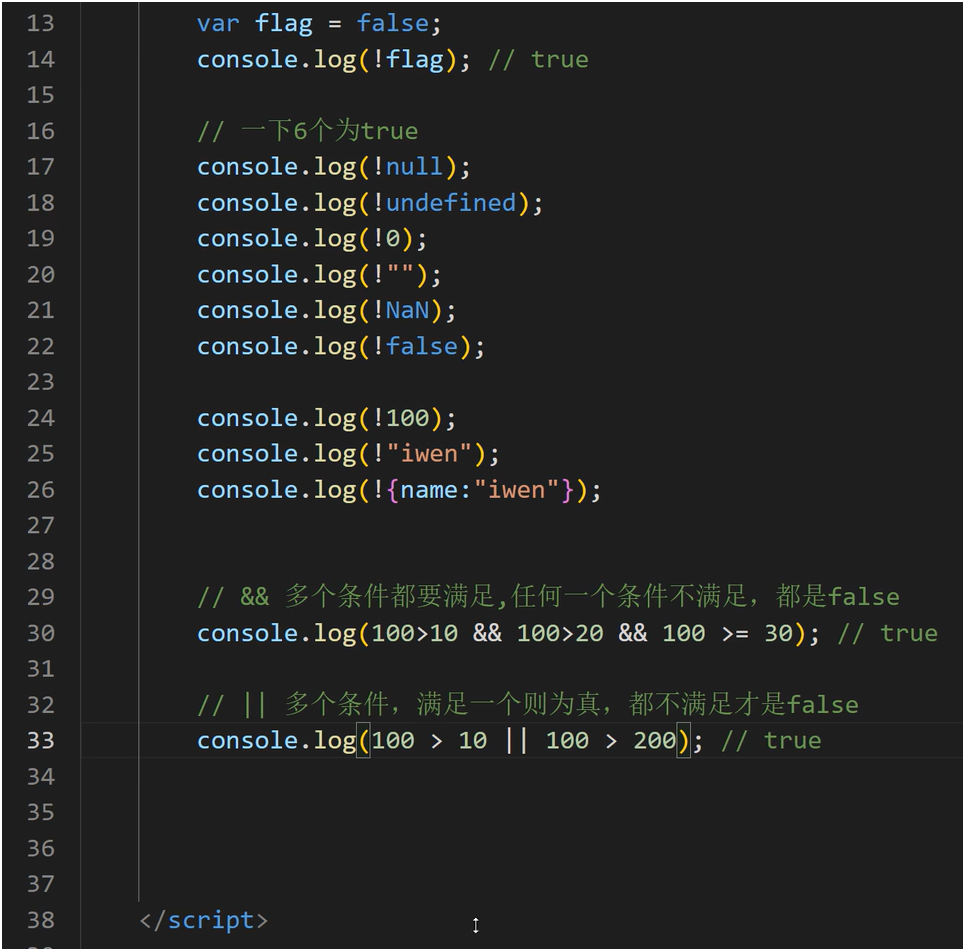 13 var flag = false;
14 console.log(!flag); // true
15
16 // 一下6个为true
17 console.log(!null);
18 console.log(!undefined);
19 console.log(!0);
20 console.log(!"");
21 console.log(!NaN);
22 console.log(!false);
23
24 console.log(!100);
25 console.log(!"iwen");
26 console.log(!{name:"iwen"});
27
28
29 // && 多个条件都要满足,任何一个条件不满足，都是false
30 console.log(100>10 && 100>20 && 100 >= 30); // true
31
32 // || 多个条件，满足一个则为真，都不满足才是false
33 console.log(100 > 10 || 100 > 200); // true
34
35
36
37
38 </script>